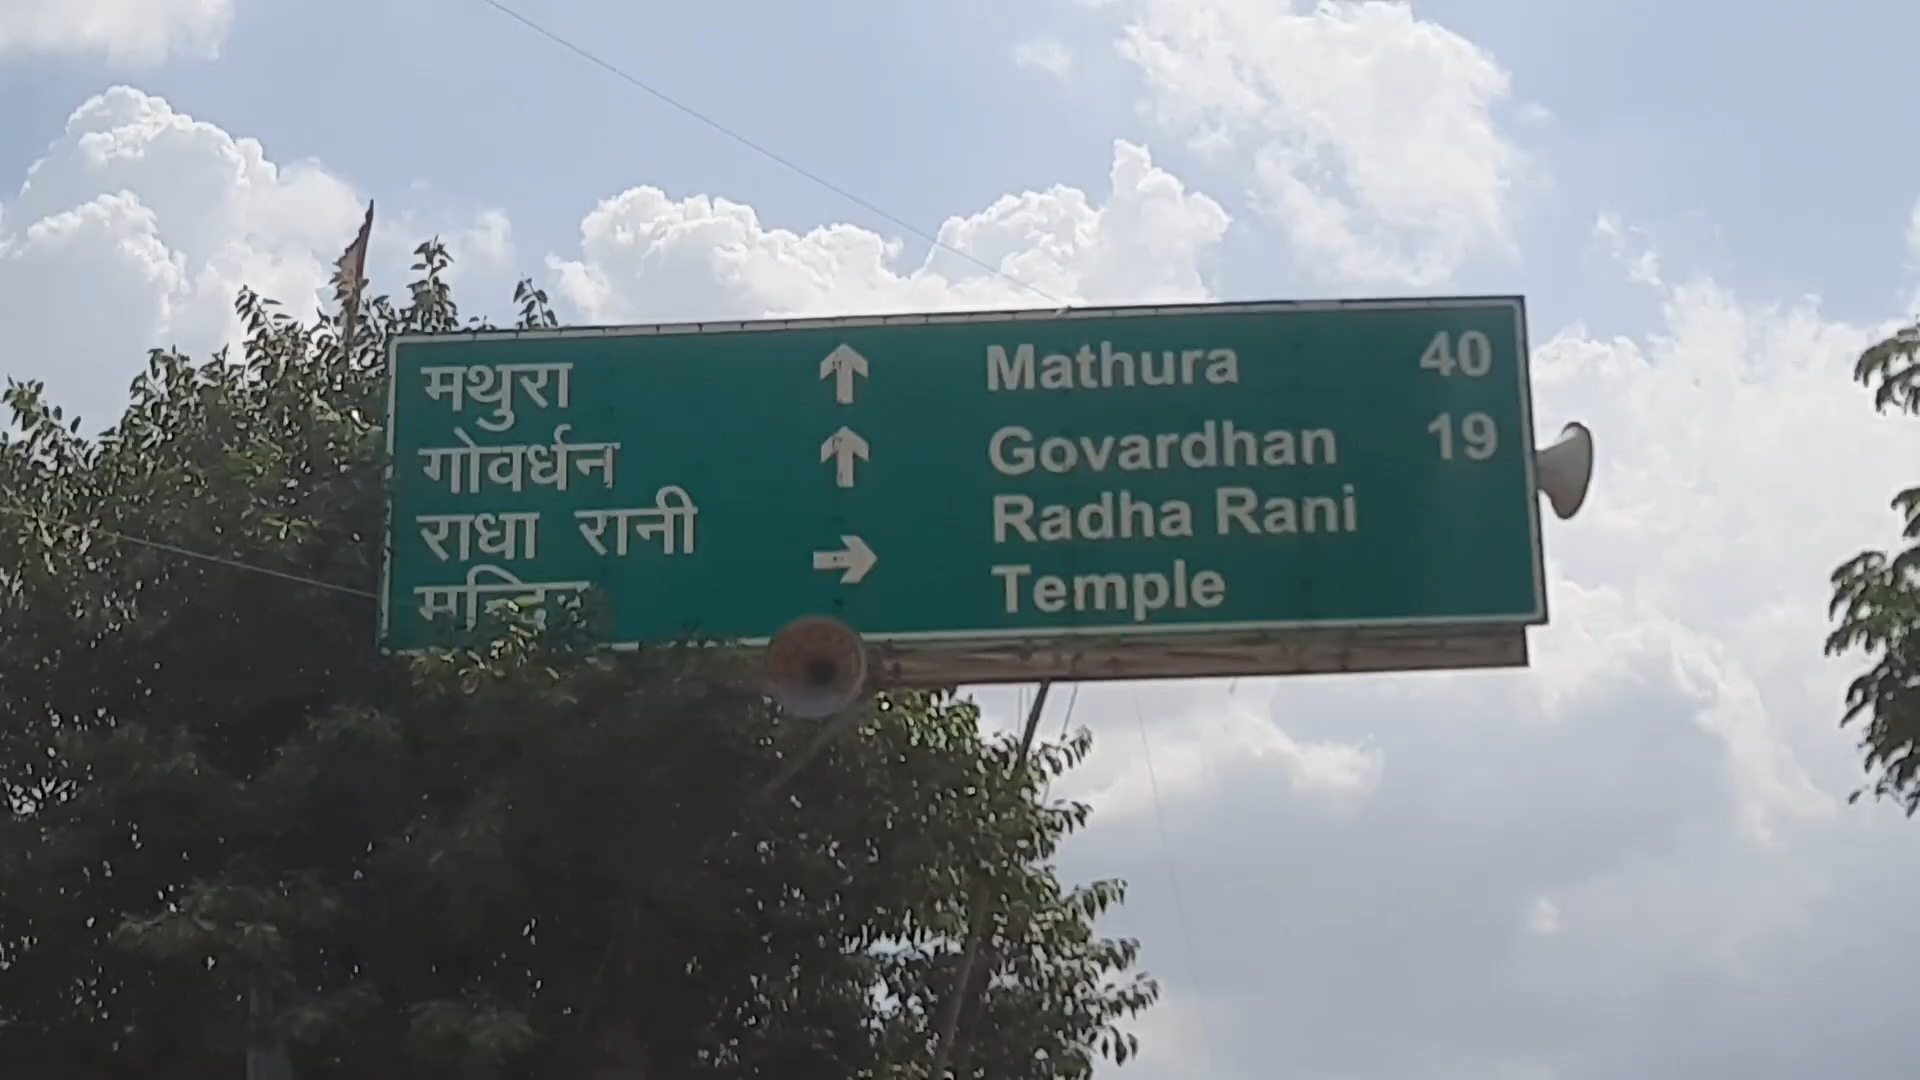 मथुरा ↑ Mathura 40
गोवर्धन ↑ Govardhan 19
राधा रानी → Radha Rani
मन्दिर Temple